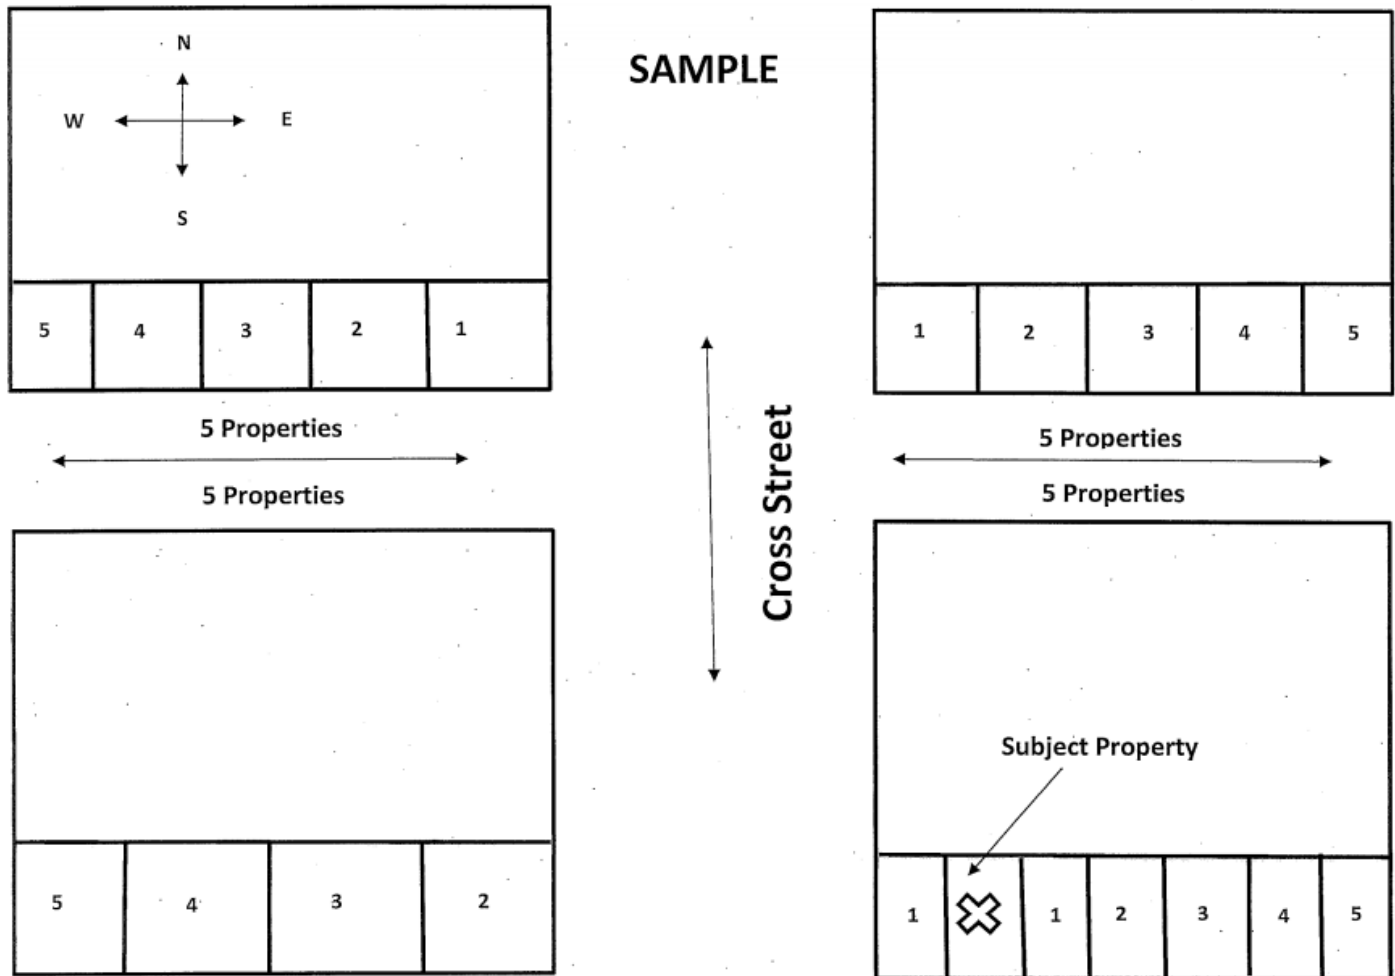 SAMPLE
N
W E
S
5 4 3 2 1
1 2 3 4 5
5 Properties
5 Properties
5 Properties
5 Properties
Cross Street
Subject Property
5 4 3 2
1 1 2 3 4 5